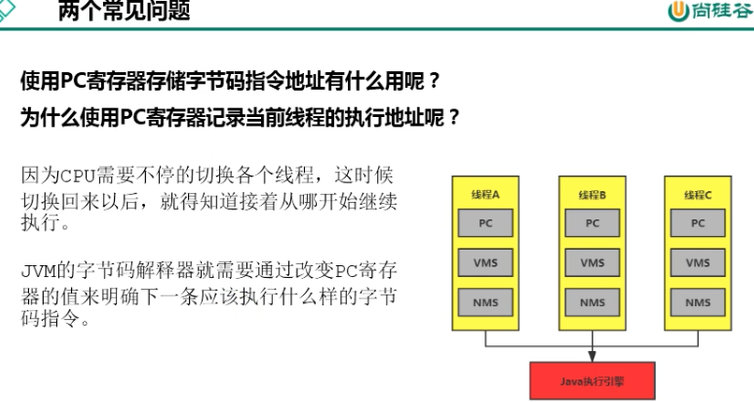 两个常见问题
尚硅谷
使用PC寄存器存储字节码指令地址有什么用呢？
为什么使用PC寄存器记录当前线程的执行地址呢？
因为CPU需要不停的切换各个线程，这时候
切换回来以后，就得知道接着从哪开始继续
执行。
JVM的字节码解释器就需要通过改变PC寄存
器的值来明确下一条应该执行什么样的字节
码指令。
线程A
PC
VMS
NMS
线程B
PC
VMS
NMS
线程C
PC
VMS
NMS
Java执行引擎